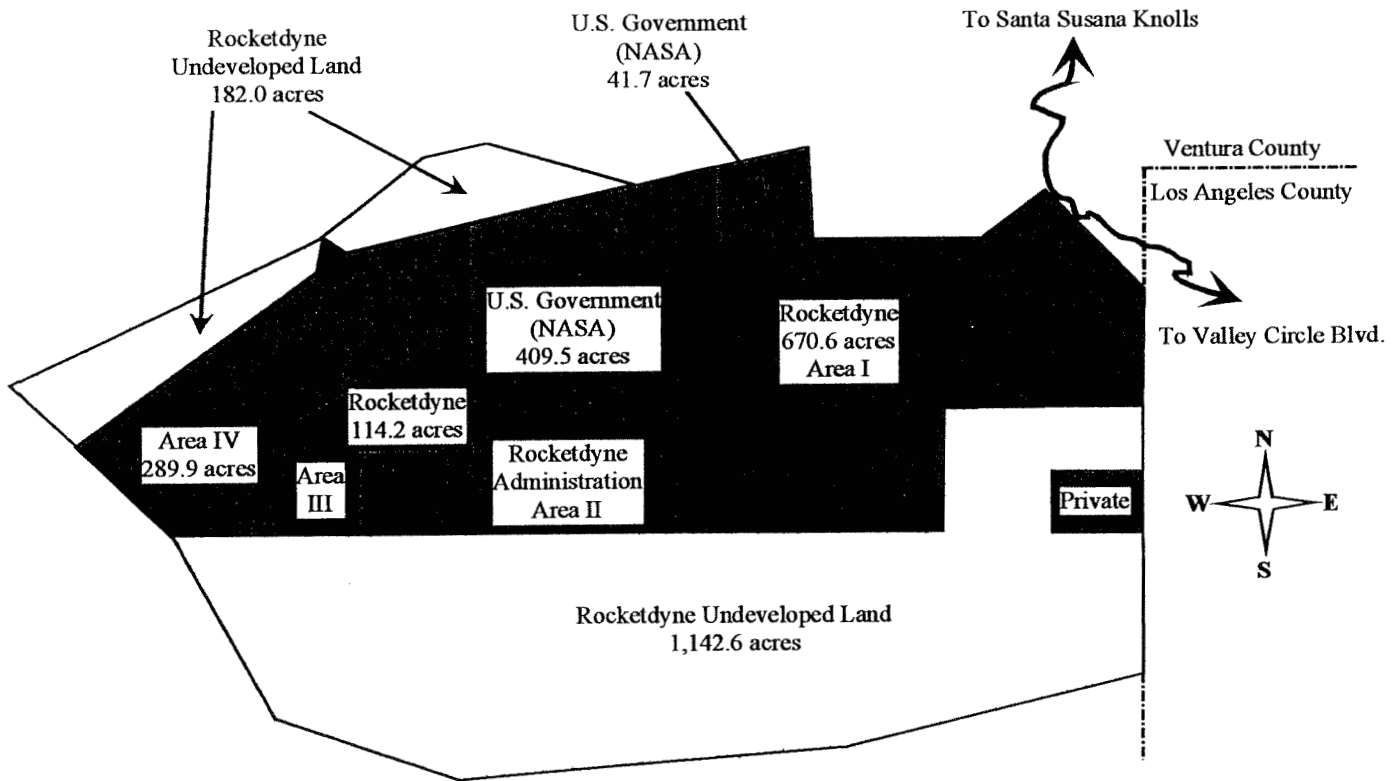 Rocketdyne
Undeveloped Land
182.0 acres
U.S. Government
(NASA)
41.7 acres
To Santa Susana Knolls
Ventura County
Los Angeles County
To Valley Circle Blvd.
U.S. Government
(NASA)
409.5 acres
Rocketdyne
670.6 acres
Area I
Rocketdyne
114.2 acres
Area IV
289.9 acres
Area
III
Rocketdyne
Administration
Area II
Private
N
W
E
S
Rocketdyne Undeveloped Land
1,142.6 acres